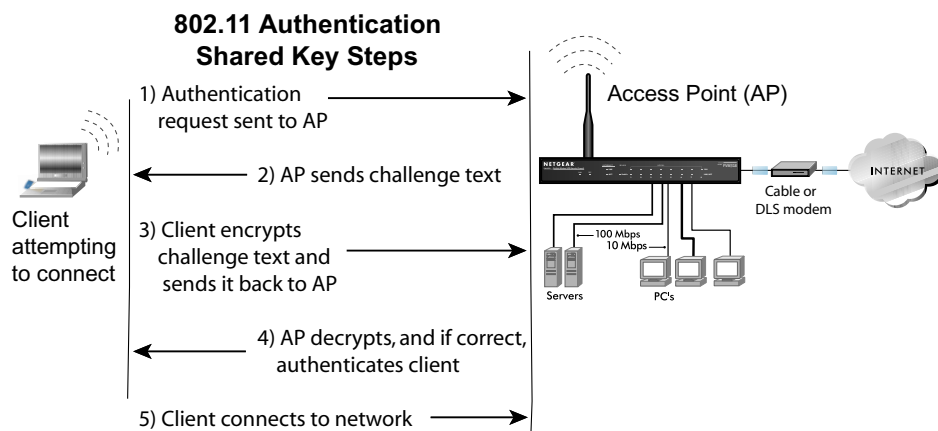 802.11 Authentication
Shared Key Steps
1) Authentication
request sent to AP
2) AP sends challenge text
3) Client encrypts
challenge text and
sends it back to AP
4) AP decrypts, and if correct,
authenticates client
5) Client connects to network
Client
attempting
to connect
Access Point (AP)
NETGEAR
INTERNET
Cable or
DLS modem
100 Mbps
10 Mbps
Servers
PC's